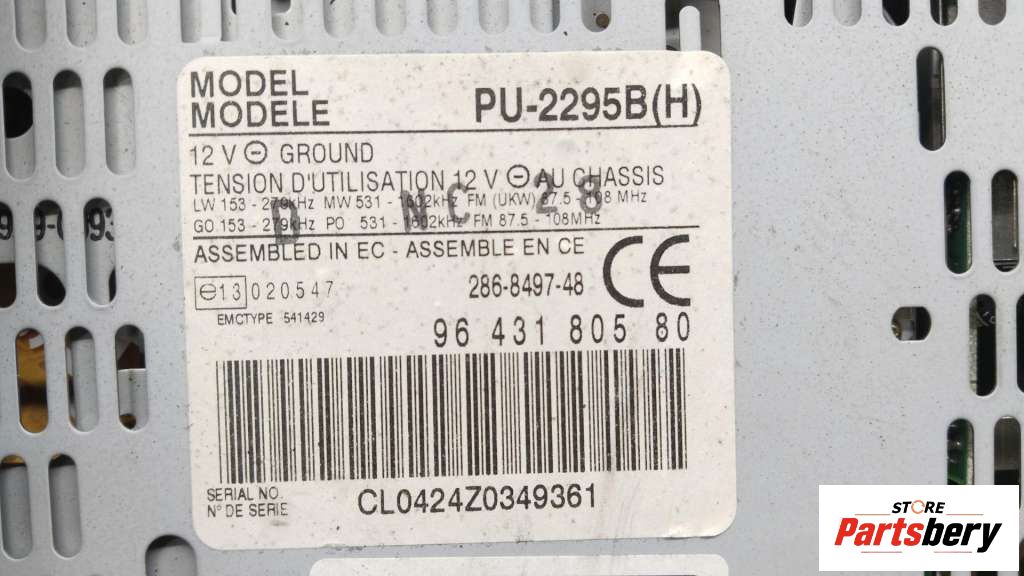 MODEL
MODELE PU-2295B(H)
12 V ⊖ GROUND
TENSION D'UTILISATION 12 V ⊖ AU CHASSIS
LW 153 - 279kHz MW 531 - 1602kHz FM (UKW) 87.5 - 108 MHz
GO 153 - 279kHz PO 531 - 1602kHz FM 87.5 - 108MHz
D NC 28
ASSEMBLED IN EC - ASSEMBLE EN CE
CE
e13 020547 286-8497-48
EMCTYPE 541429
96 431 805 80
SERIAL NO.
N° DE SERIE CL0424Z0349361
STORE
Partsbery